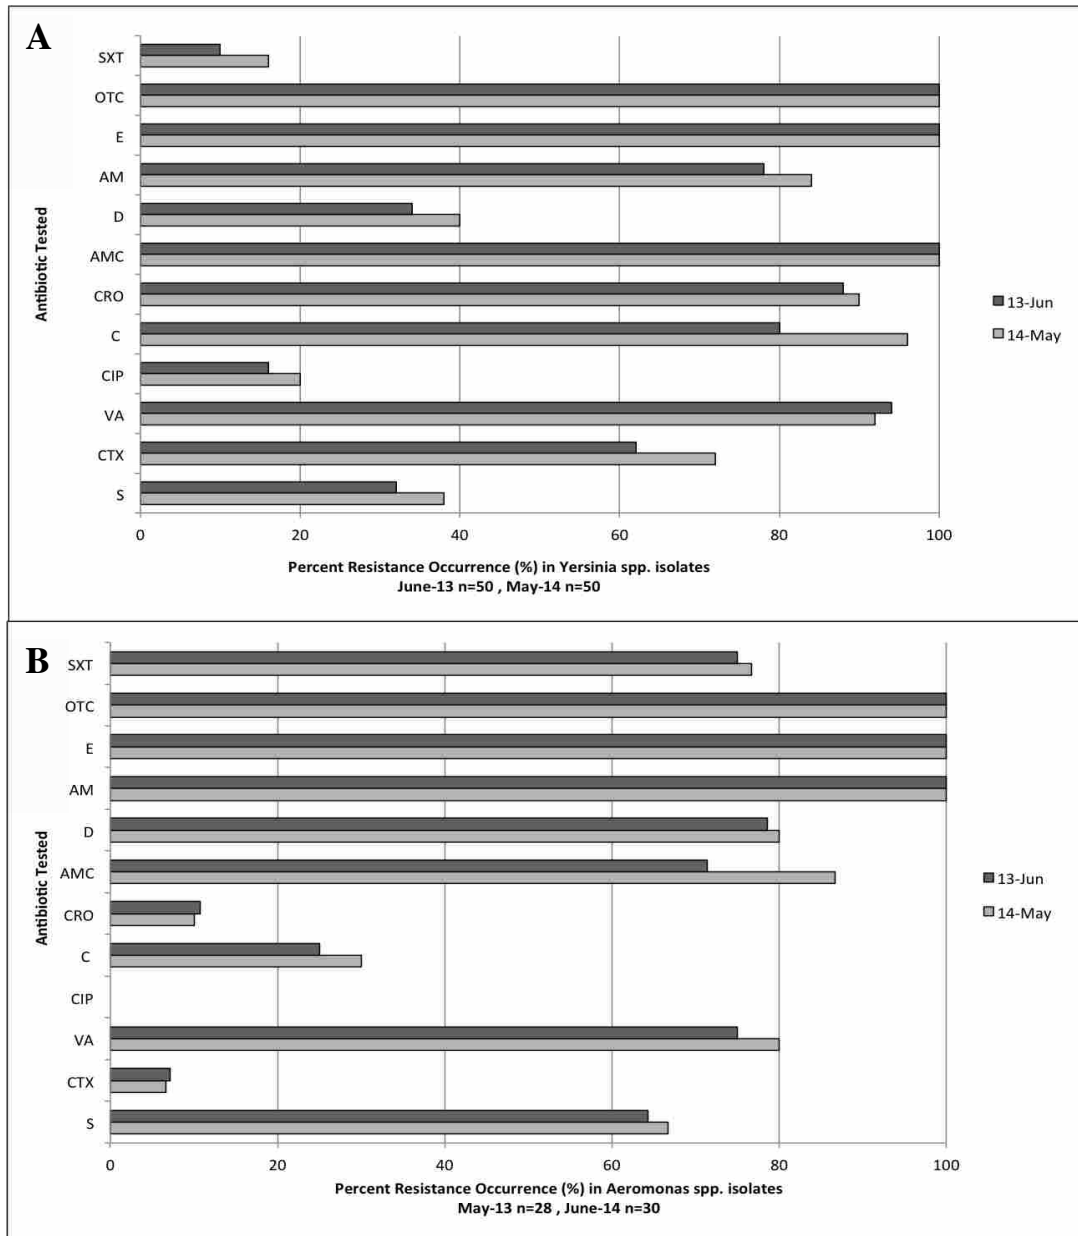 A
Antibiotic Tested
SXT
OTC
E
AM
D
AMC
CRO
C
CIP
VA
CTX
S
0 20 40 60 80 100
Percent Resistance Occurrence (%) in Yersinia spp. isolates
June-13 n=50 , May-14 n=50
13-Jun
14-May
B
Antibiotic Tested
SXT
OTC
E
AM
D
AMC
CRO
C
CIP
VA
CTX
S
0 20 40 60 80 100
Percent Resistance Occurrence (%) in Aeromonas spp. isolates
May-13 n=28 , June-14 n=30
13-Jun
14-May